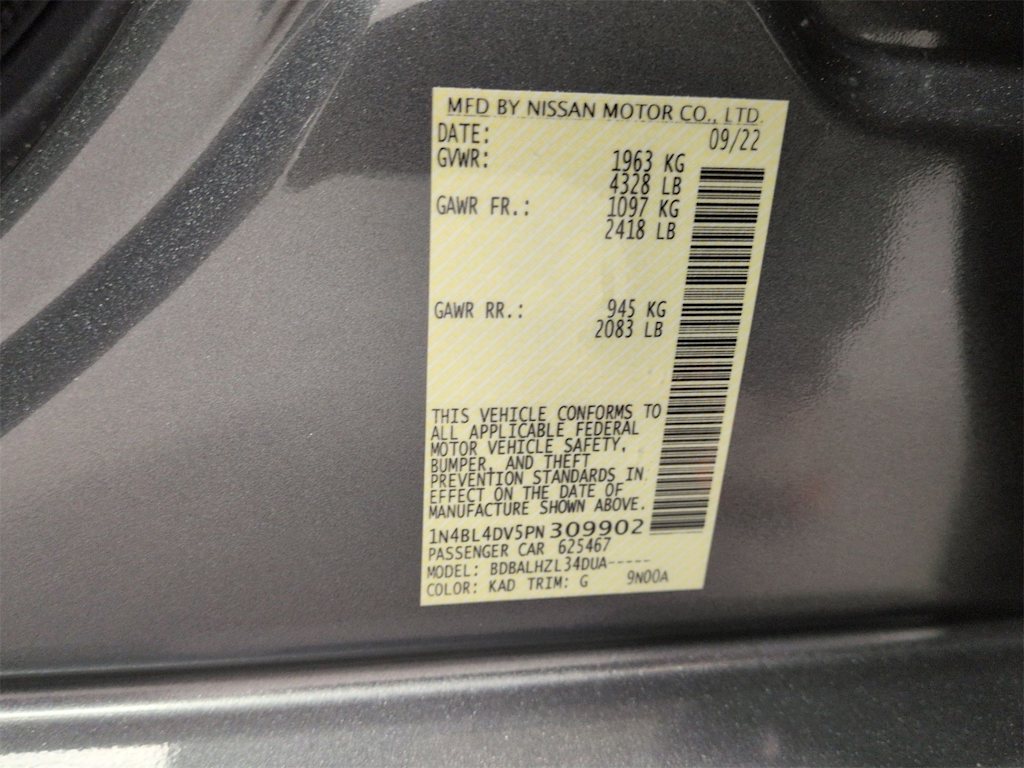 MFD BY NISSAN MOTOR CO., LTD.
DATE: 09/22
GVWR: 1963 KG
4328 LB
GAWR FR.: 1097 KG
2418 LB
GAWR RR.: 945 KG
2083 LB
THIS VEHICLE CONFORMS TO
ALL APPLICABLE FEDERAL
MOTOR VEHICLE SAFETY,
BUMPER, AND THEFT
PREVENTION STANDARDS IN
EFFECT ON THE DATE OF
MANUFACTURE SHOWN ABOVE.
1N4BL4DV5PN309902
PASSENGER CAR 625467
MODEL: BDBALHZL34DUA-----
COLOR: KAD TRIM: G 9N00A